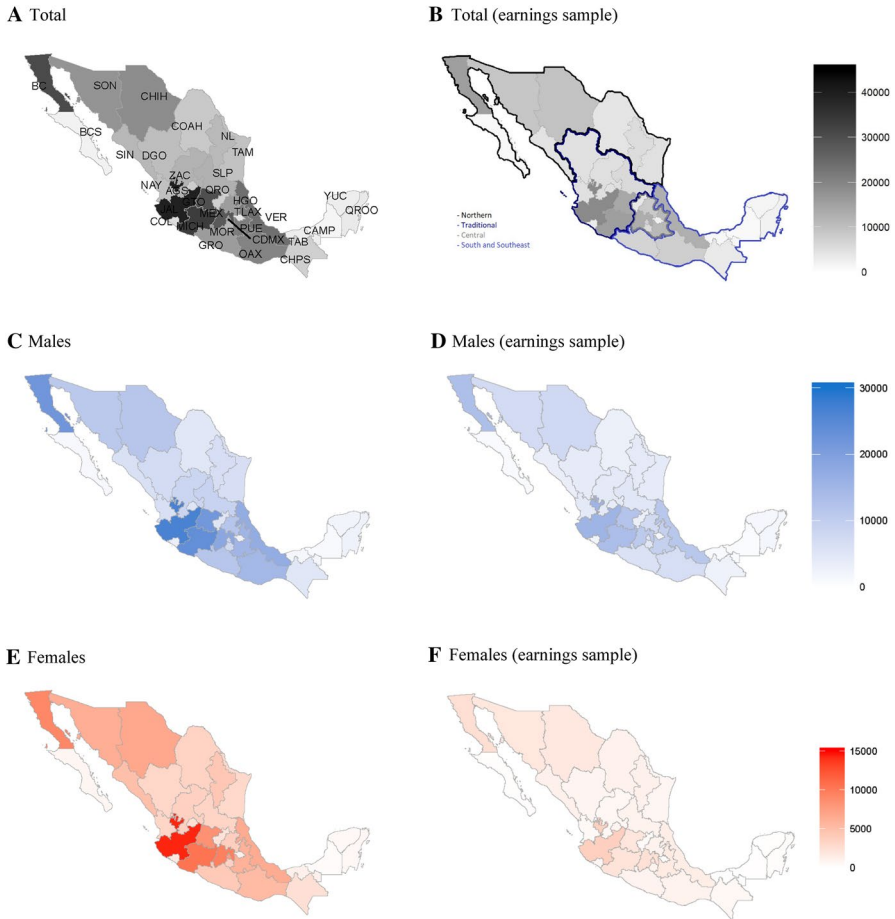 A Total
B Total (earnings sample)
BC
SON
CHIH
COAH
BCS
NL
SIN
DGO
TAM
ZAC
SLP
NAY
AGS
QRO
GTO
HGO
JAL
COL
MICH
MEX
TLAX
VER
MOR
PUE
CDMX
GRO
OAX
TAB
CHPS
CAMP
YUC
QROO
- Northern
- Traditional
- Central
- South and Southeast
40000
30000
20000
10000
0
C Males
D Males (earnings sample)
30000
20000
10000
0
E Females
F Females (earnings sample)
15000
10000
5000
0